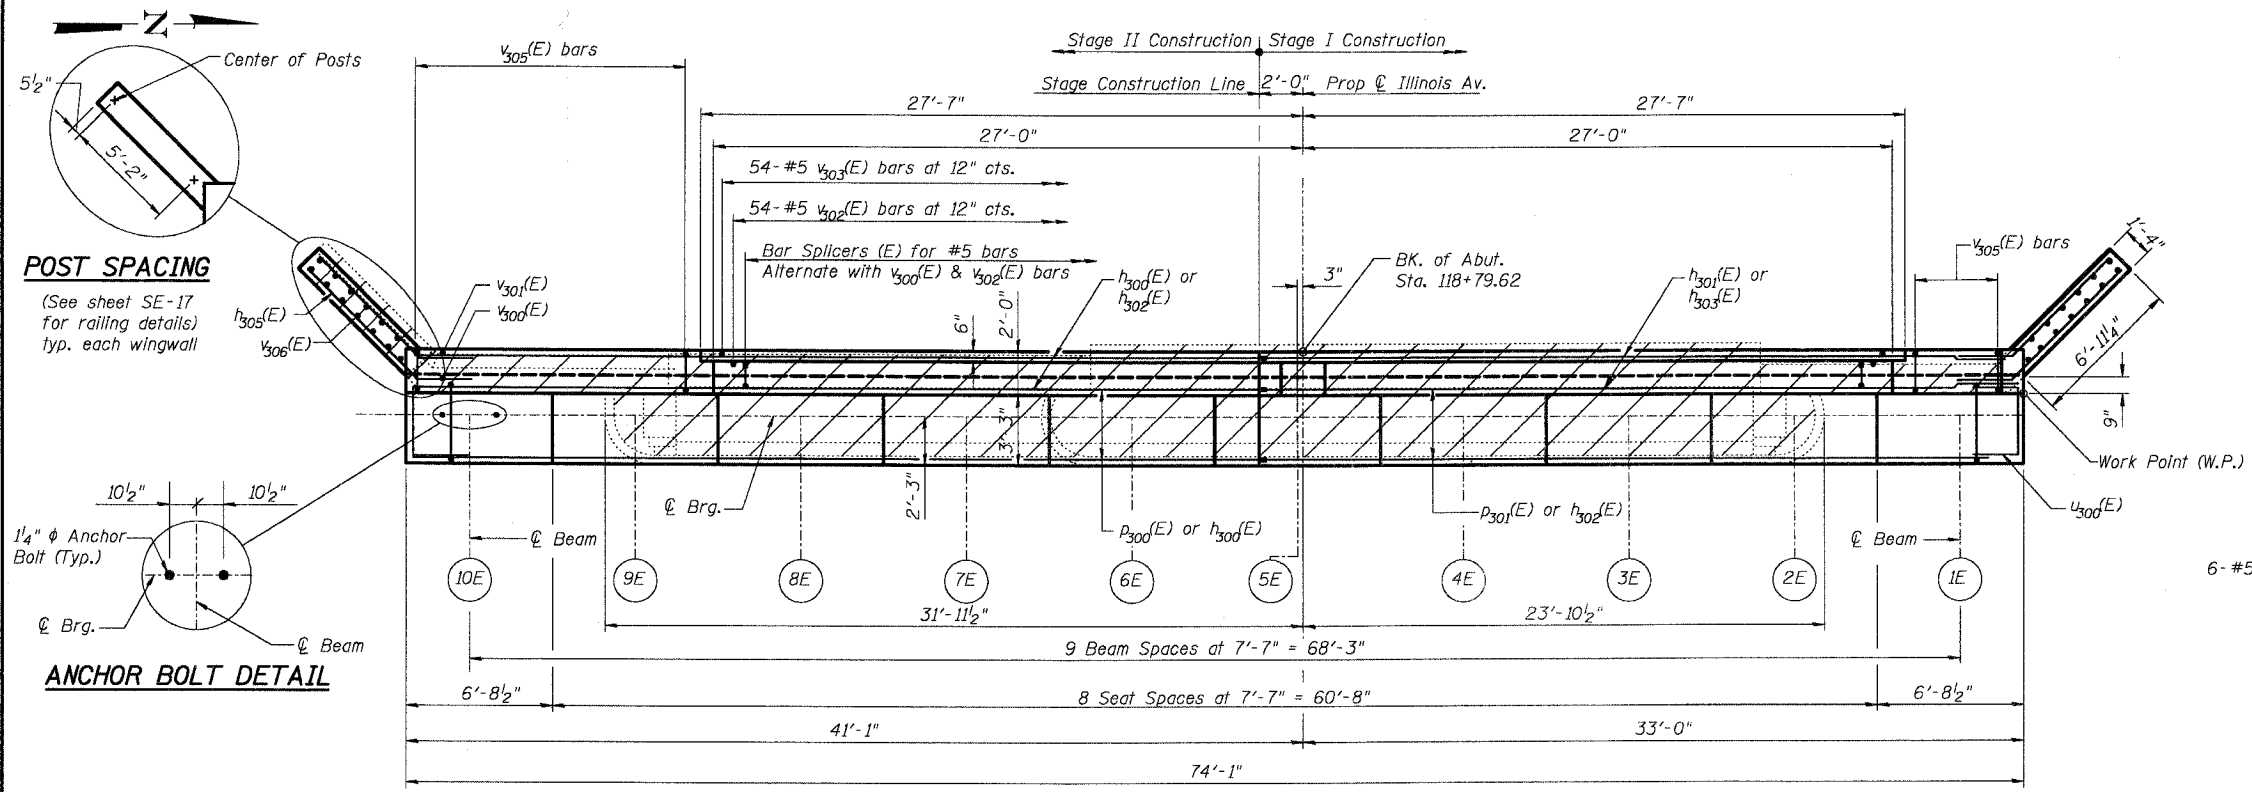 N
Center of Posts
5½"
5'-2"
POST SPACING
(See sheet SE-17
for railing details)
typ. each wingwall
v305(E) bars
Stage II Construction
Stage I Construction
Stage Construction Line
2'-0"
Prop ℄ Illinois Av.
27'-7"
27'-7"
27'-0"
27'-0"
54-#5 v303(E) bars at 12" cts.
54-#5 v302(E) bars at 12" cts.
Bar Splicers (E) for #5 bars
Alternate with v300(E) & v302(E) bars
h300(E) or
h302(E)
3"
BK. of Abut.
Sta. 118+79.62
h301(E) or
h303(E)
v305(E) bars
1'-4"
6'-11¼"
9"
v301(E)
v300(E)
h305(E)
v306(E)
6"
2'-0"
3'-3"
2'-3"
℄ Brg.
℄ Beam
p300(E) or h300(E)
p301(E) or h302(E)
℄ Beam
Work Point (W.P.)
u300(E)
10½"
10½"
1¼" φ Anchor
Bolt (Typ.)
℄ Brg.
℄ Beam
ANCHOR BOLT DETAIL
10E
9E
8E
7E
6E
5E
4E
3E
2E
1E
6-#5
31'-11½"
23'-10½"
9 Beam Spaces at 7'-7" = 68'-3"
6'-8½"
8 Seat Spaces at 7'-7" = 60'-8"
6'-8½"
41'-1"
33'-0"
74'-1"